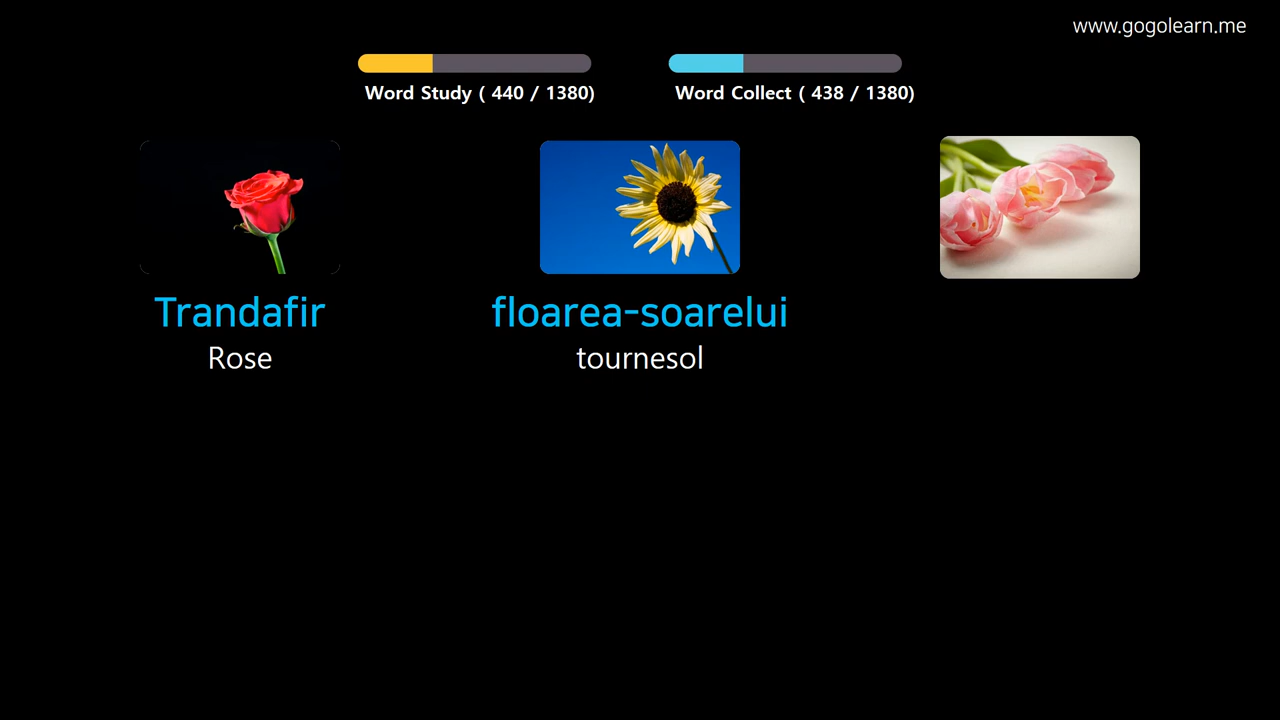 www.gogolearn.me
Word Study ( 440 / 1380)
Word Collect ( 438 / 1380)
Trandafir
Rose
floarea-soarelui
tournesol